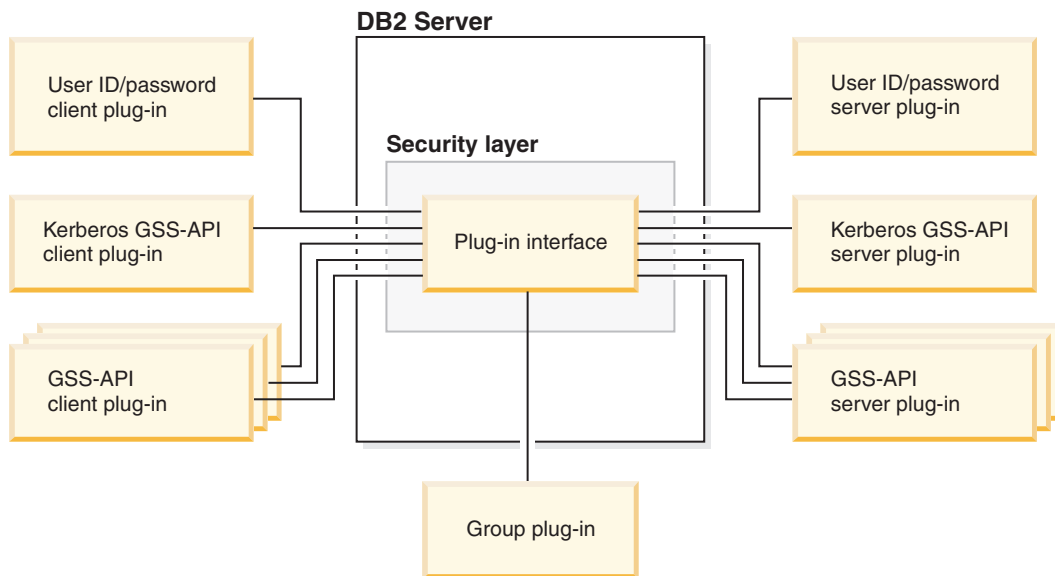 DB2 Server
User ID/password
client plug-in
User ID/password
server plug-in
Security layer
Kerberos GSS-API
client plug-in
Plug-in interface
Kerberos GSS-API
server plug-in
GSS-API
client plug-in
GSS-API
server plug-in
Group plug-in